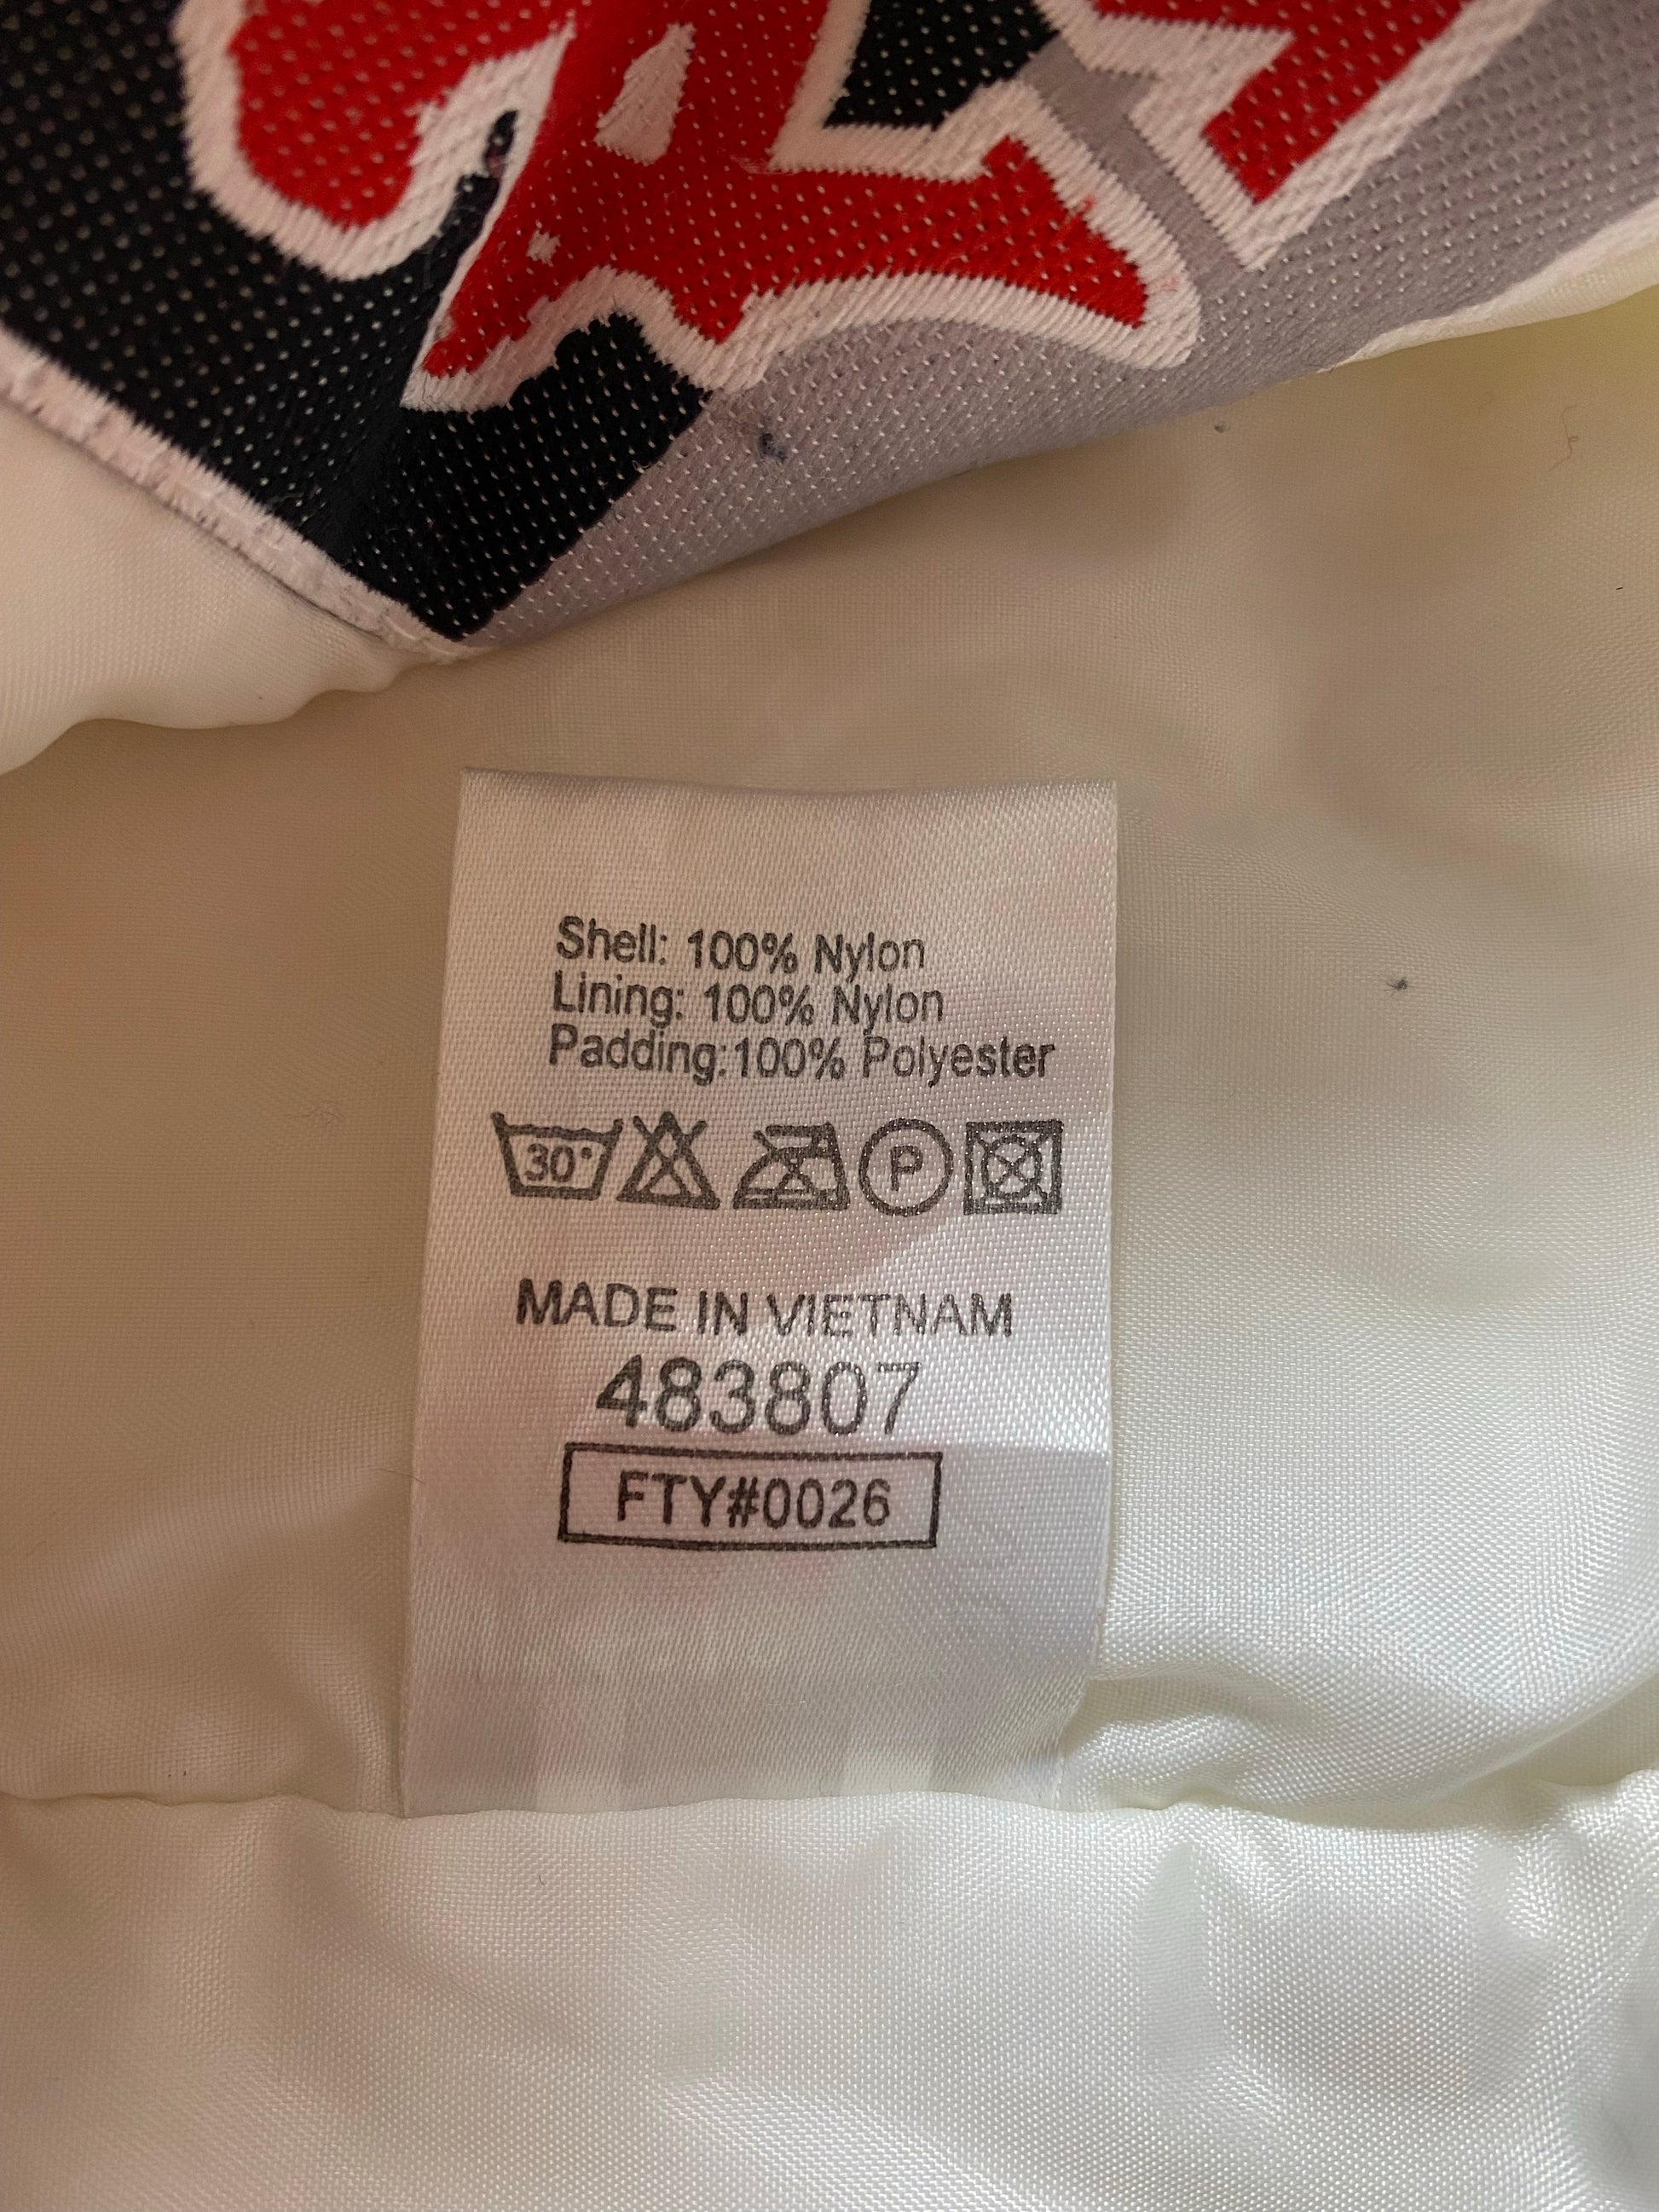 Shell: 100% Nylon
Lining: 100% Nylon
Padding:100% Polyester
30°
P
MADE IN VIETNAM
483807
FTY#0026